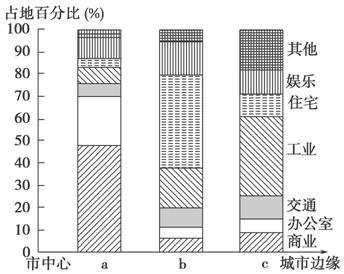 占地百分比(%)
100
90
80
70
60
50
40
30
20
10
0
其他
娱乐
住宅
工业
交通
办公室
商业
市中心 a b c 城市边缘